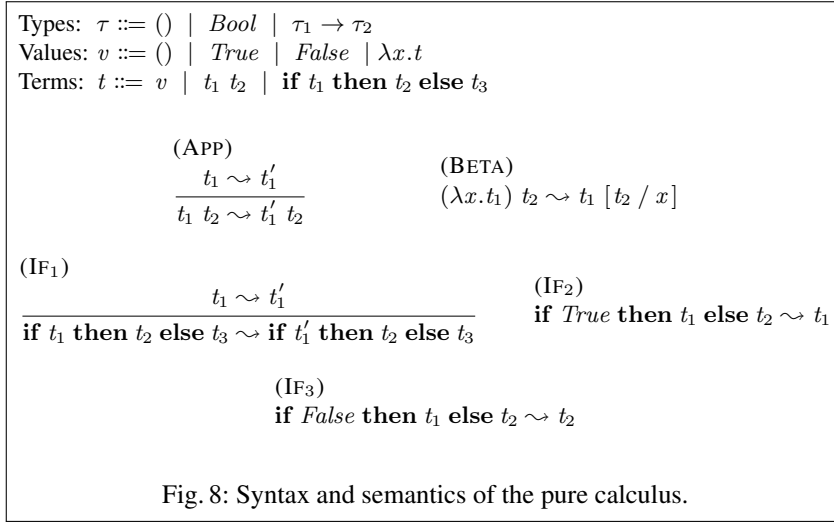 Types: τ ::= () | Bool | τ₁ → τ₂
Values: v ::= () | True | False | λx.t
Terms: t ::= v | t₁ t₂ | if t₁ then t₂ else t₃
(APP)
t₁ ⇝ t₁′
t₁ t₂ ⇝ t₁′ t₂
(BETA)
(λx.t₁) t₂ ⇝ t₁ [t₂ / x]
(IF₁)
t₁ ⇝ t₁′
if t₁ then t₂ else t₃ ⇝ if t₁′ then t₂ else t₃
(IF₂)
if True then t₁ else t₂ ⇝ t₁
(IF₃)
if False then t₁ else t₂ ⇝ t₂
Fig. 8: Syntax and semantics of the pure calculus.